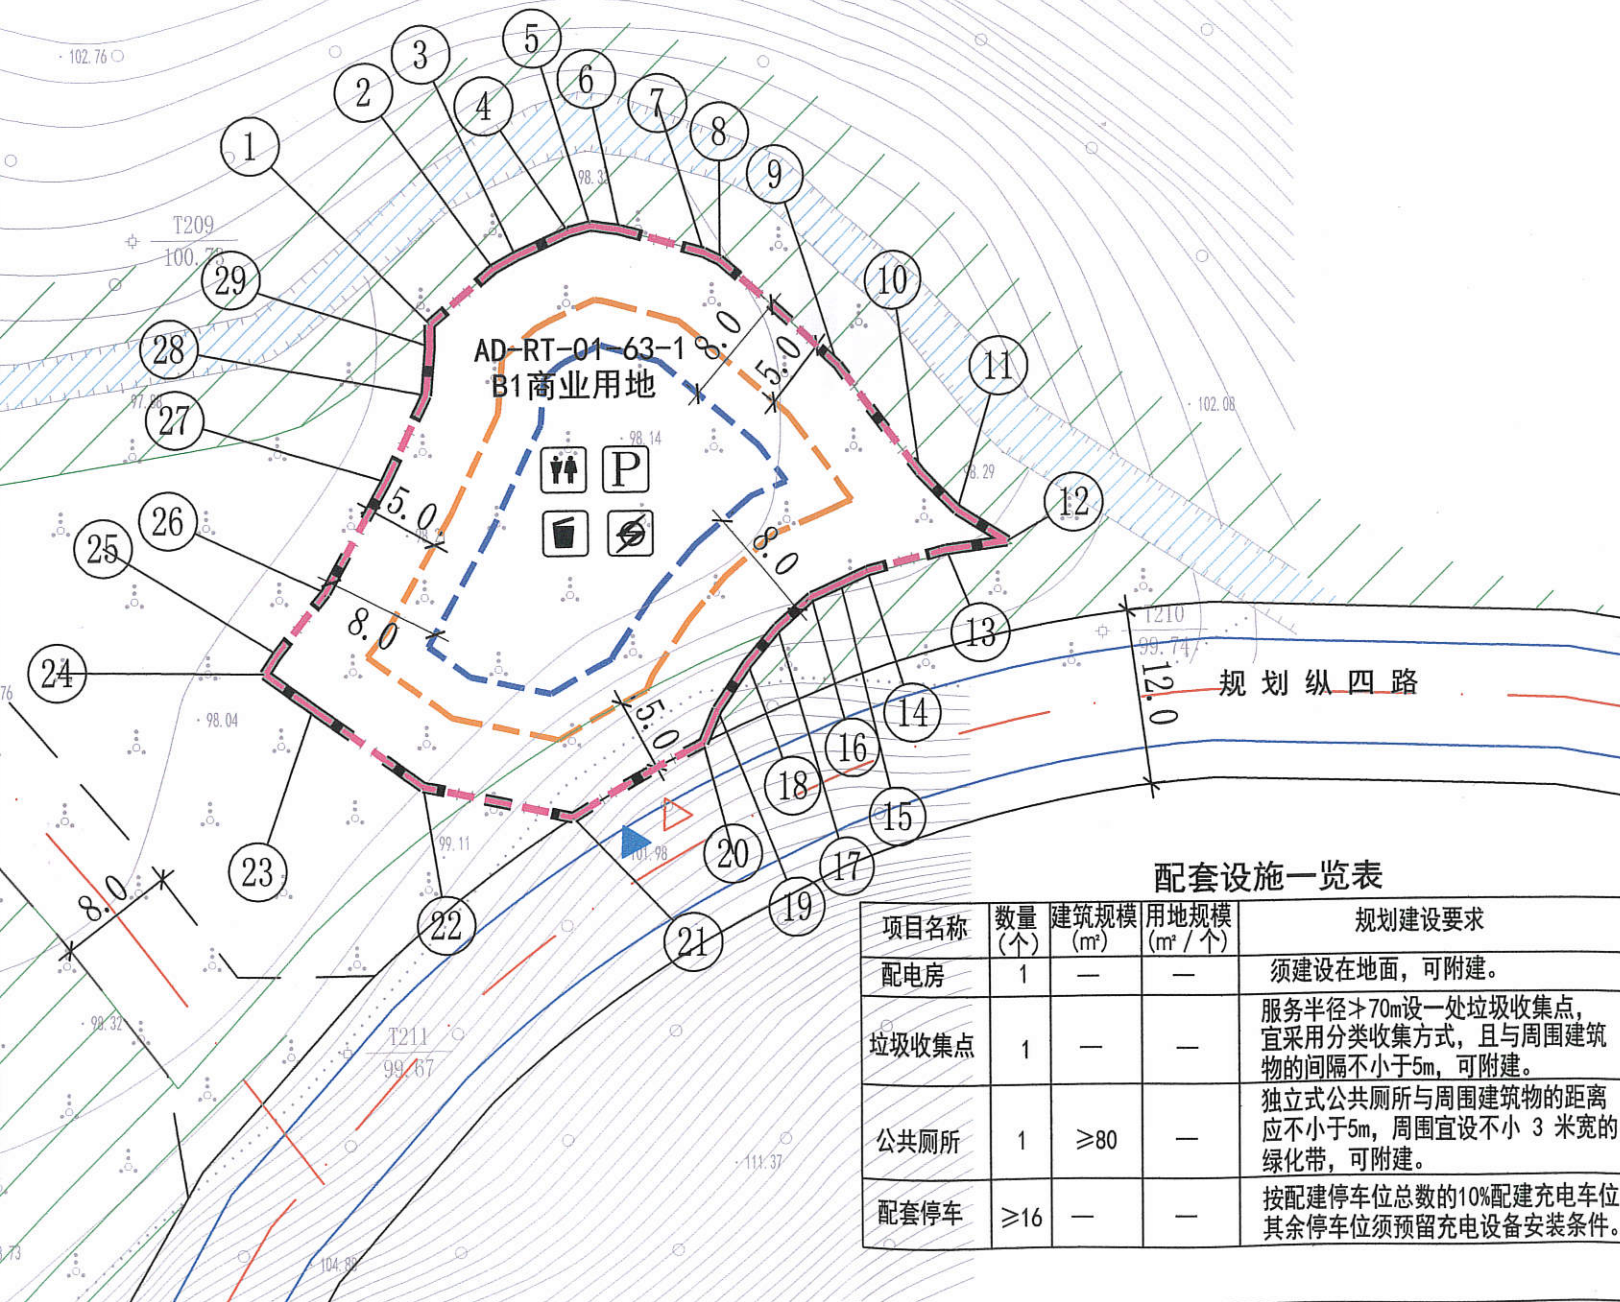 102.76
5
3
6
2
4
7
8
1
9
98.33
T209
100.73
29
10
28
AD-RT-01-63-1
B1商业用地
8.0
5.0
11
97.98
27
102.08
98.14
P
98.29
12
26
5.0
25
8.0
13
T210
99.74
8.0
24
规划纵四路
12.0
98.04
5.0
14
16
18
15
99.11
101.98
20
17
23
8.0
19
22
21
98.32
T211
99.67
111.37
104.88
配套设施一览表
项目名称 数量(个) 建筑规模(㎡) 用地规模(㎡/个) 规划建设要求
配电房 1 — — 须建设在地面，可附建。
垃圾收集点 1 — — 服务半径≯70m设一处垃圾收集点，
宜采用分类收集方式，且与周围建筑
物的间隔不小于5m，可附建。
公共厕所 1 ≥80 — 独立式公共厕所与周围建筑物的距离
应不小于5m，周围宜设不小 3 米宽的
绿化带，可附建。
配套停车 ≥16 — — 按配建停车位总数的10%配建充电车位
其余停车位须预留充电设备安装条件。